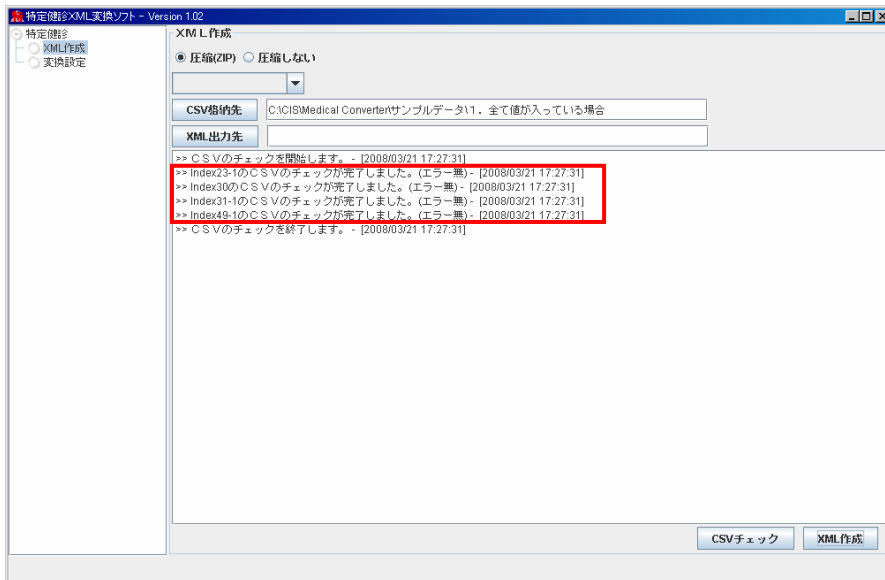 特定健診XML変換ソフト - Version 1.02
特定健診
XML作成
変換設定
XML作成
圧縮(ZIP) 圧縮しない
CSV格納先 C:\CIS\Medical Converter\サンプルデータ\1．全て値が入っている場合
XML出力先
>> ＣＳＶのチェックを開始します。 - [2008/03/21 17:27:31]
>> Index23-1のＣＳＶのチェックが完了しました。(エラー無) - [2008/03/21 17:27:31]
>> Index30のＣＳＶのチェックが完了しました。(エラー無) - [2008/03/21 17:27:31]
>> Index31-1のＣＳＶのチェックが完了しました。(エラー無) - [2008/03/21 17:27:31]
>> Index49-1のＣＳＶのチェックが完了しました。(エラー無) - [2008/03/21 17:27:31]
>> ＣＳＶのチェックを終了します。 - [2008/03/21 17:27:31]
CSVチェック XML作成